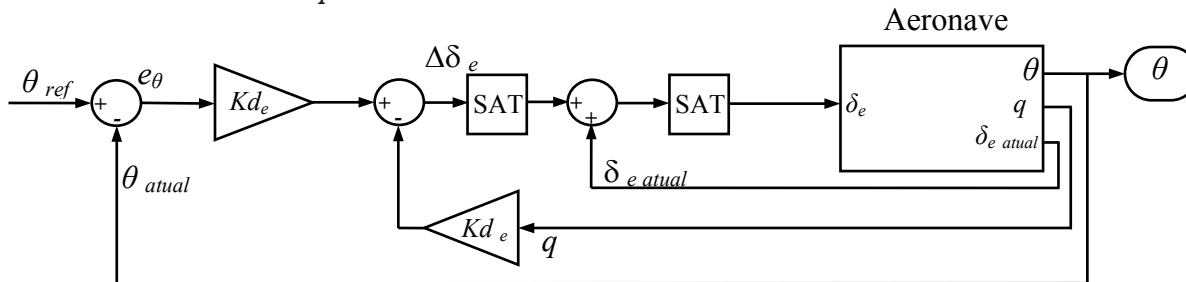 Aeronave
θ ref
+
-
e θ
Kd e
+
-
Δδ e
SAT
+
+
SAT
δ e
θ
q
δ e atual
θ
θ atual
δ e atual
Kd e
q